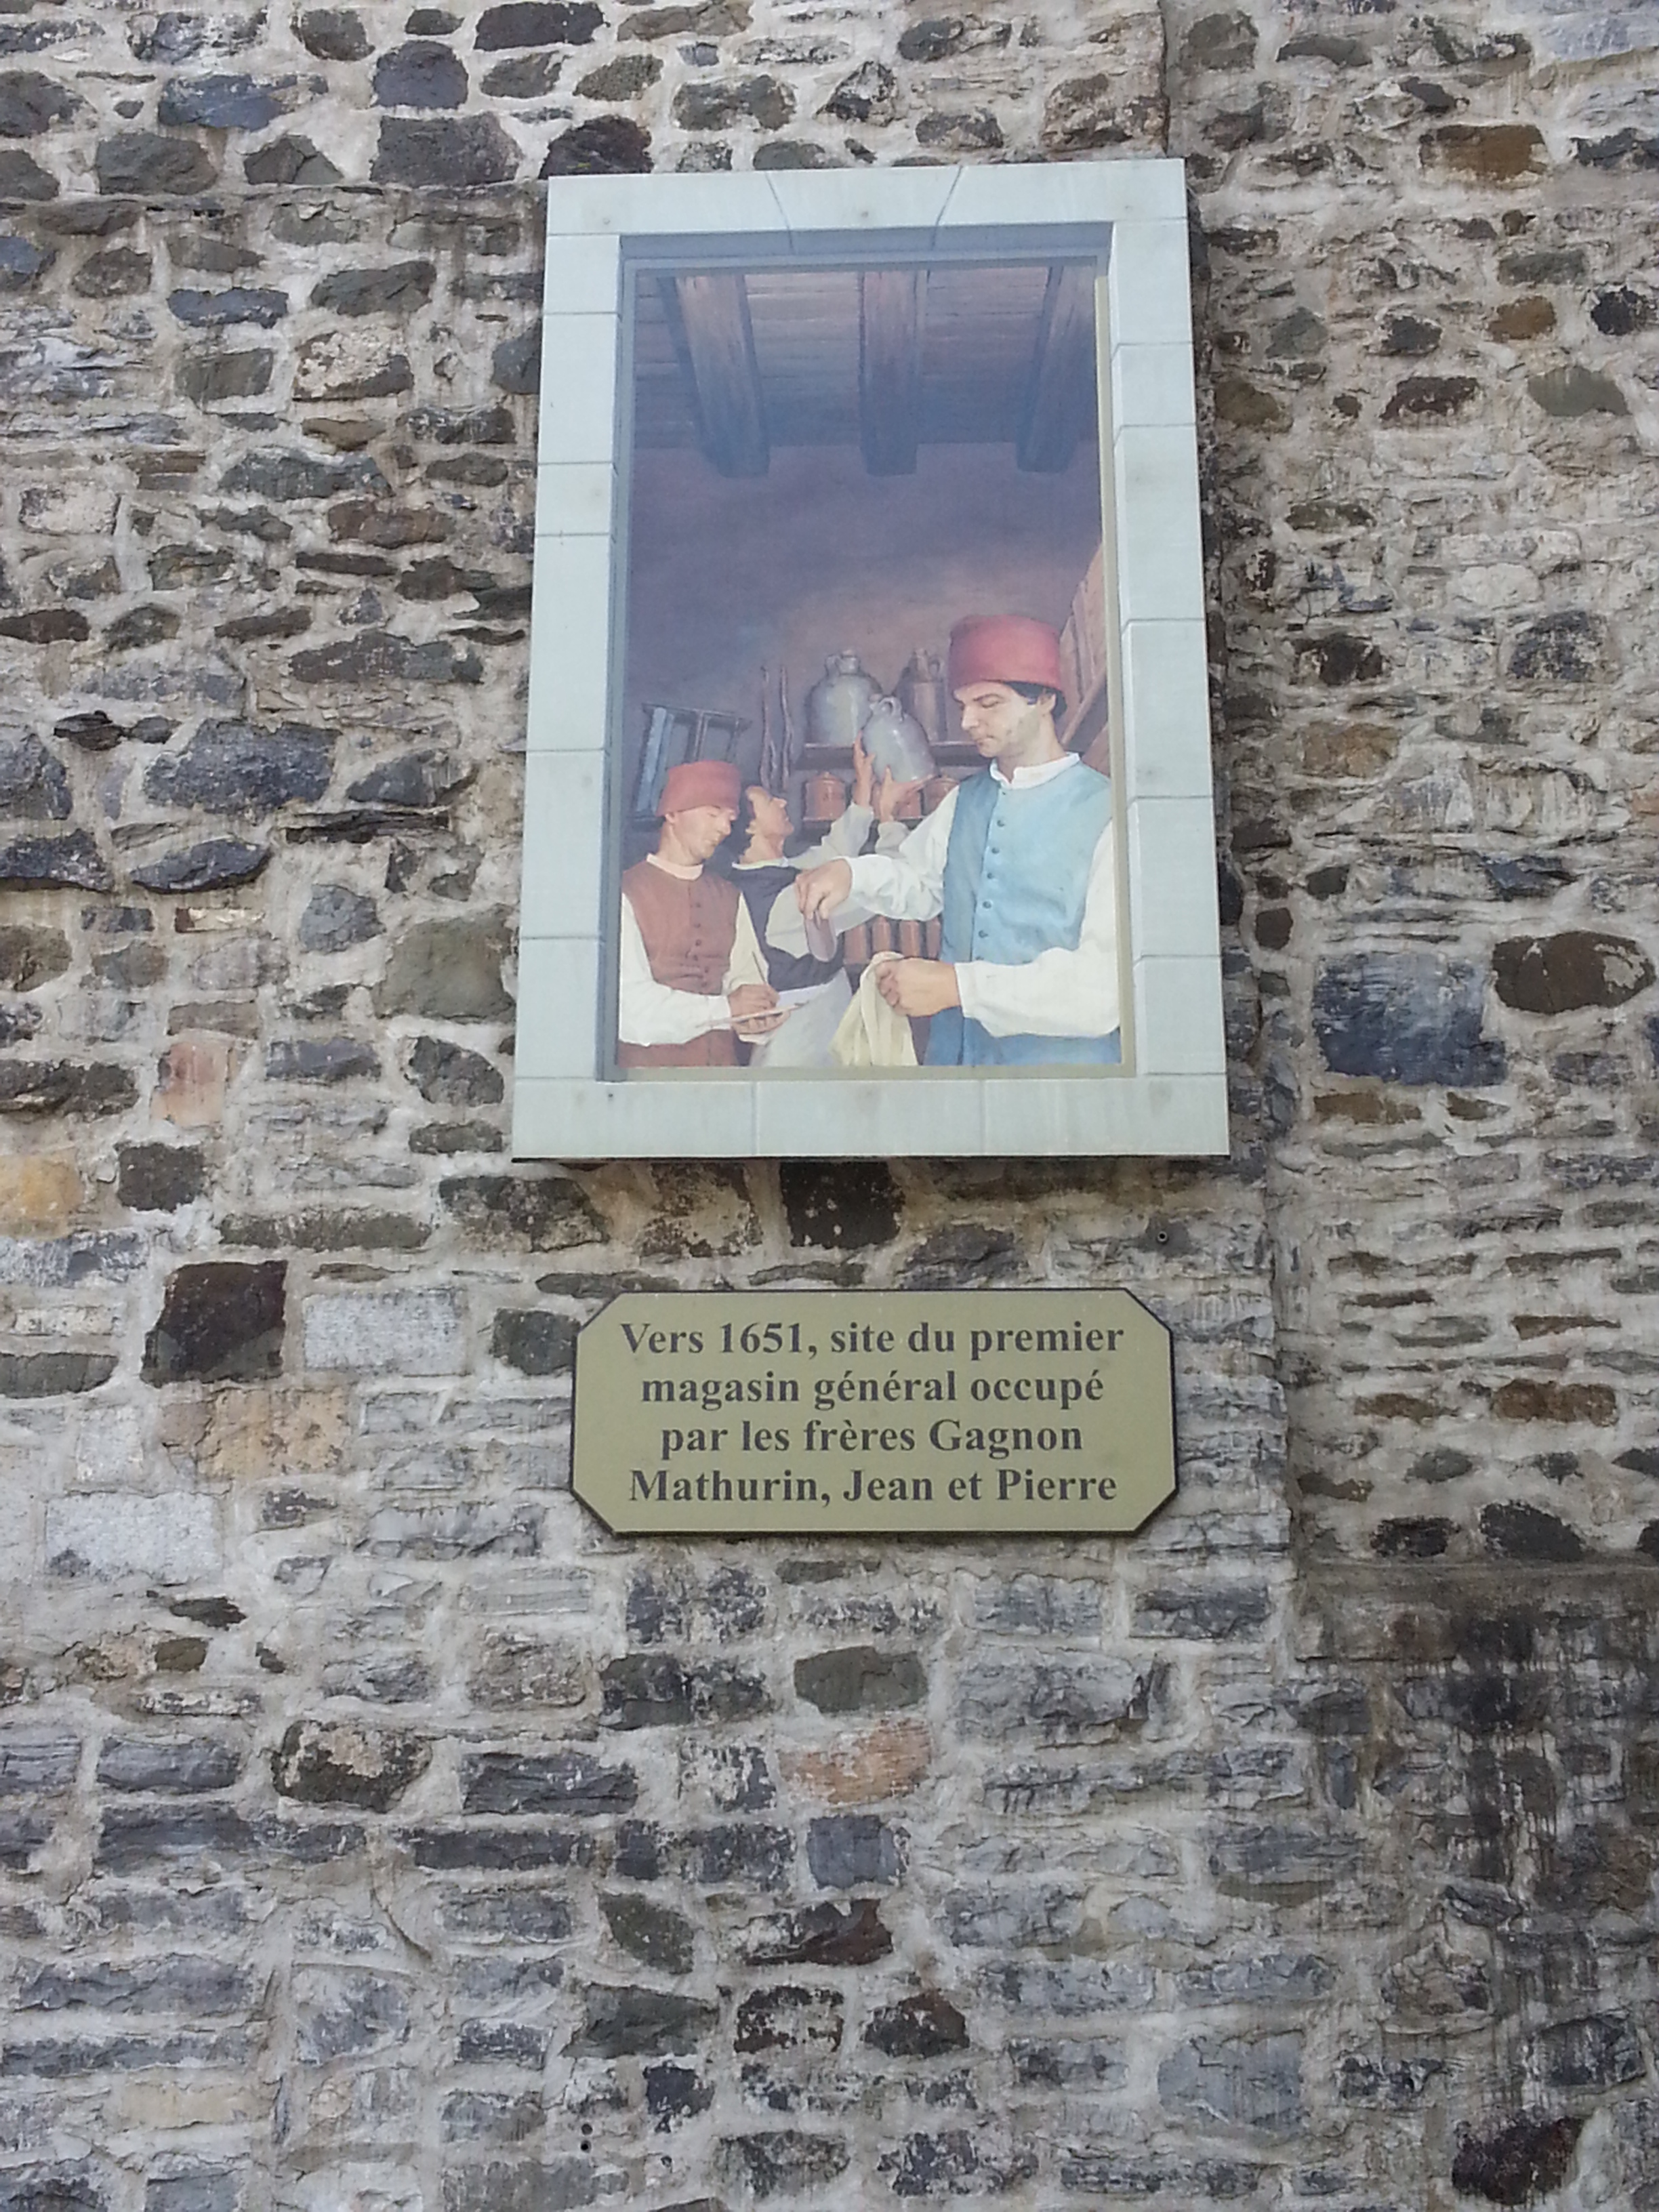 Vers 1651, site du premier
magasin général occupé
par les frères Gagnon
Mathurin, Jean et Pierre